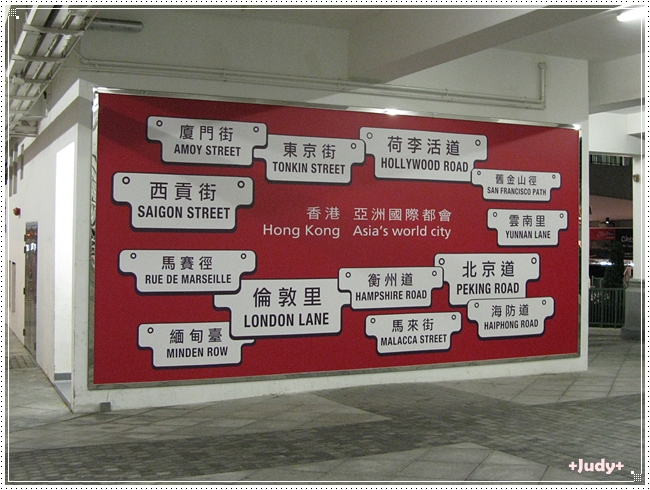 廈門街
AMOY STREET
東京街
TONKIN STREET
荷李活道
HOLLYWOOD ROAD
舊金山徑
SAN FRANCISCO PATH
西貢街
SAIGON STREET
香港 亞洲國際都會
Hong Kong Asia's world city
雲南里
YUNNAN LANE
馬賽徑
RUE DE MARSEILLE
倫敦里
LONDON LANE
衡州道
HAMPSHIRE ROAD
北京道
PEKING ROAD
海防道
HAIPHONG ROAD
緬甸臺
MINDEN ROW
馬來街
MALACCA STREET
+Judy+